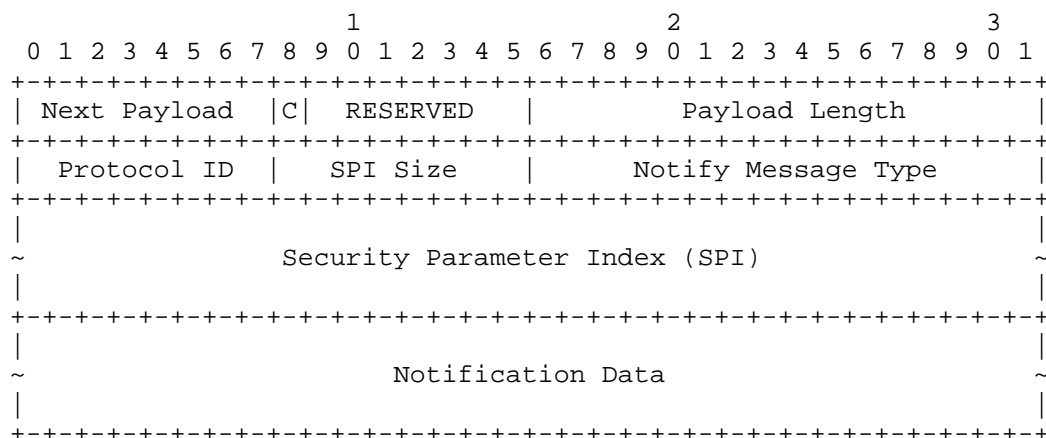 1                   2                   3
 0 1 2 3 4 5 6 7 8 9 0 1 2 3 4 5 6 7 8 9 0 1 2 3 4 5 6 7 8 9 0 1
+-+-+-+-+-+-+-+-+-+-+-+-+-+-+-+-+-+-+-+-+-+-+-+-+-+-+-+-+-+-+-+-+
| Next Payload  |C|  RESERVED   |         Payload Length        |
+-+-+-+-+-+-+-+-+-+-+-+-+-+-+-+-+-+-+-+-+-+-+-+-+-+-+-+-+-+-+-+-+
|  Protocol ID  |   SPI Size    |      Notify Message Type      |
+-+-+-+-+-+-+-+-+-+-+-+-+-+-+-+-+-+-+-+-+-+-+-+-+-+-+-+-+-+-+-+-+
|                                                               |
~                Security Parameter Index (SPI)                 ~
|                                                               |
+-+-+-+-+-+-+-+-+-+-+-+-+-+-+-+-+-+-+-+-+-+-+-+-+-+-+-+-+-+-+-+-+
|                                                               |
~                       Notification Data                       ~
|                                                               |
+-+-+-+-+-+-+-+-+-+-+-+-+-+-+-+-+-+-+-+-+-+-+-+-+-+-+-+-+-+-+-+-+